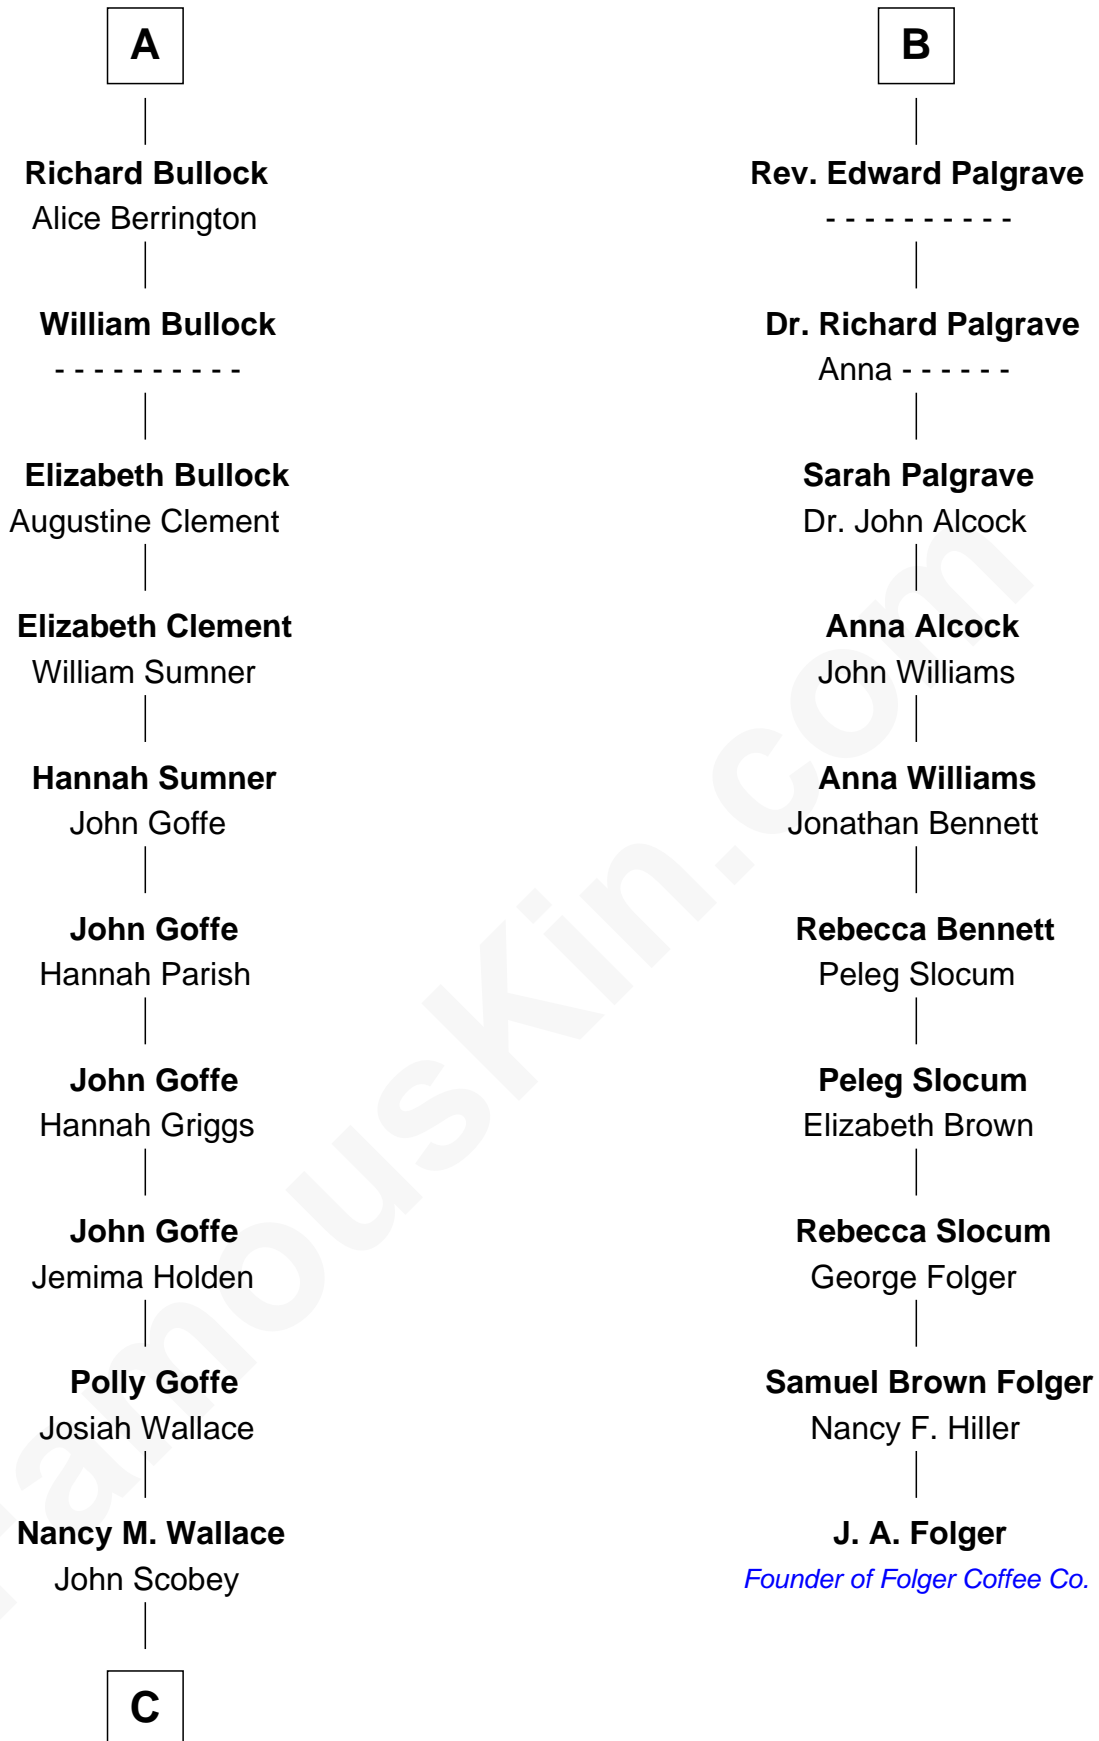 A
Richard Bullock
Alice Berrington
William Bullock
- - - - - - - - - -
Elizabeth Bullock
Augustine Clement
Elizabeth Clement
William Sumner
Hannah Sumner
John Goffe
John Goffe
Hannah Parish
John Goffe
Hannah Griggs
John Goffe
Jemima Holden
Polly Goffe
Josiah Wallace
Nancy M. Wallace
John Scobey
C
B
Rev. Edward Palgrave
- - - - - - - - - -
Dr. Richard Palgrave
Anna - - - - - -
Sarah Palgrave
Dr. John Alcock
Anna Alcock
John Williams
Anna Williams
Jonathan Bennett
Rebecca Bennett
Peleg Slocum
Peleg Slocum
Elizabeth Brown
Rebecca Slocum
George Folger
Samuel Brown Folger
Nancy F. Hiller
J. A. Folger
Founder of Folger Coffee Co.
FamousKin.com